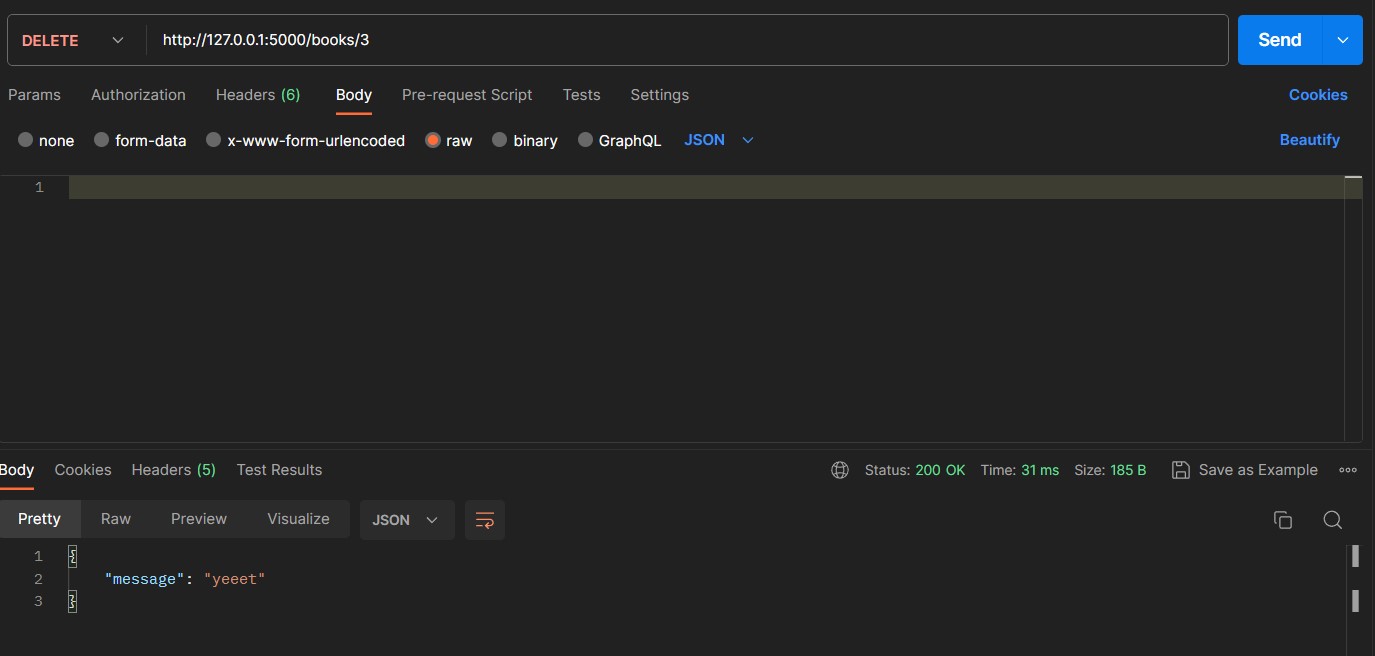 DELETE http://127.0.0.1:5000/books/3 Send
Params Authorization Headers (6) Body Pre-request Script Tests Settings Cookies
none form-data x-www-form-urlencoded raw binary GraphQL JSON Beautify
1
Body Cookies Headers (5) Test Results Status: 200 OK Time: 31 ms Size: 185 B Save as Example
Pretty Raw Preview Visualize JSON
1 {
2 "message": "yeeet"
3 }